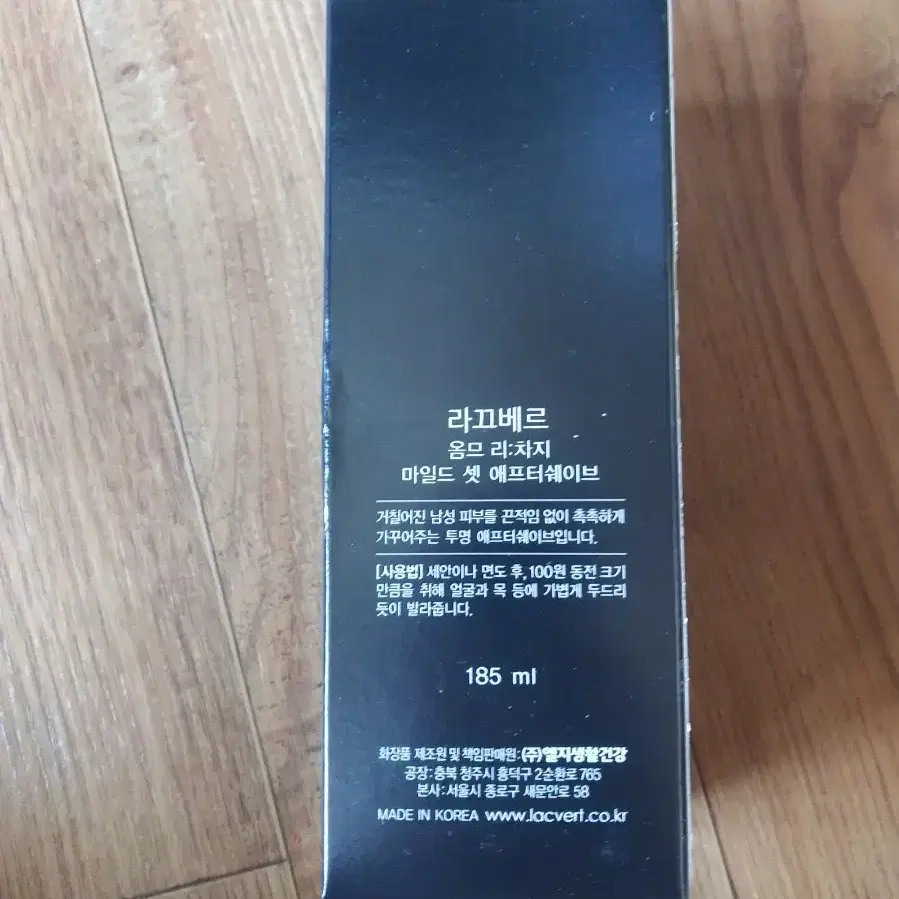 라끄베르
옴므 리:차지
마일드 셋 애프터쉐이브
거칠어진 남성 피부를 끈적임 없이 촉촉하게
가꾸어주는 투명 애프터쉐이브입니다.
[사용법] 세안이나 면도 후, 100원 동전 크기
만큼을 취해 얼굴과 목 등에 가볍게 두드리
듯이 발라줍니다.
185 ml
화장품 제조원 및 책임판매원: (주)엘지생활건강
공장: 충북 청주시 흥덕구 2순환로 765
본사: 서울시 종로구 새문안로 58
MADE IN KOREA www.lacvert.co.kr